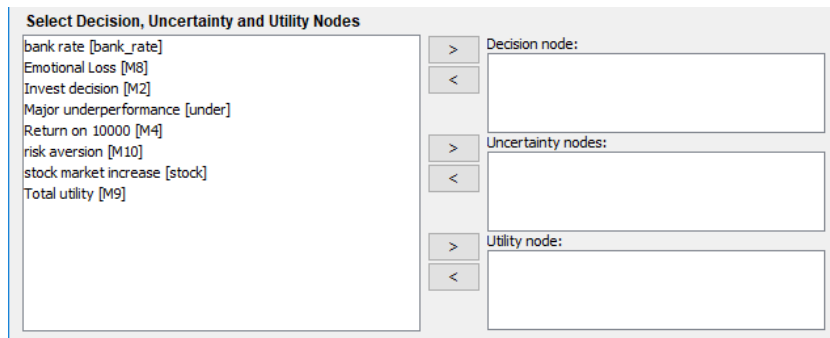 Select Decision, Uncertainty and Utility Nodes
bank rate [bank_rate]
Emotional Loss [M8]
Invest decision [M2]
Major underperformance [under]
Return on 10000 [M4]
risk aversion [M10]
stock market increase [stock]
Total utility [M9]
>
<
Decision node:
>
<
Uncertainty nodes:
>
<
Utility node: